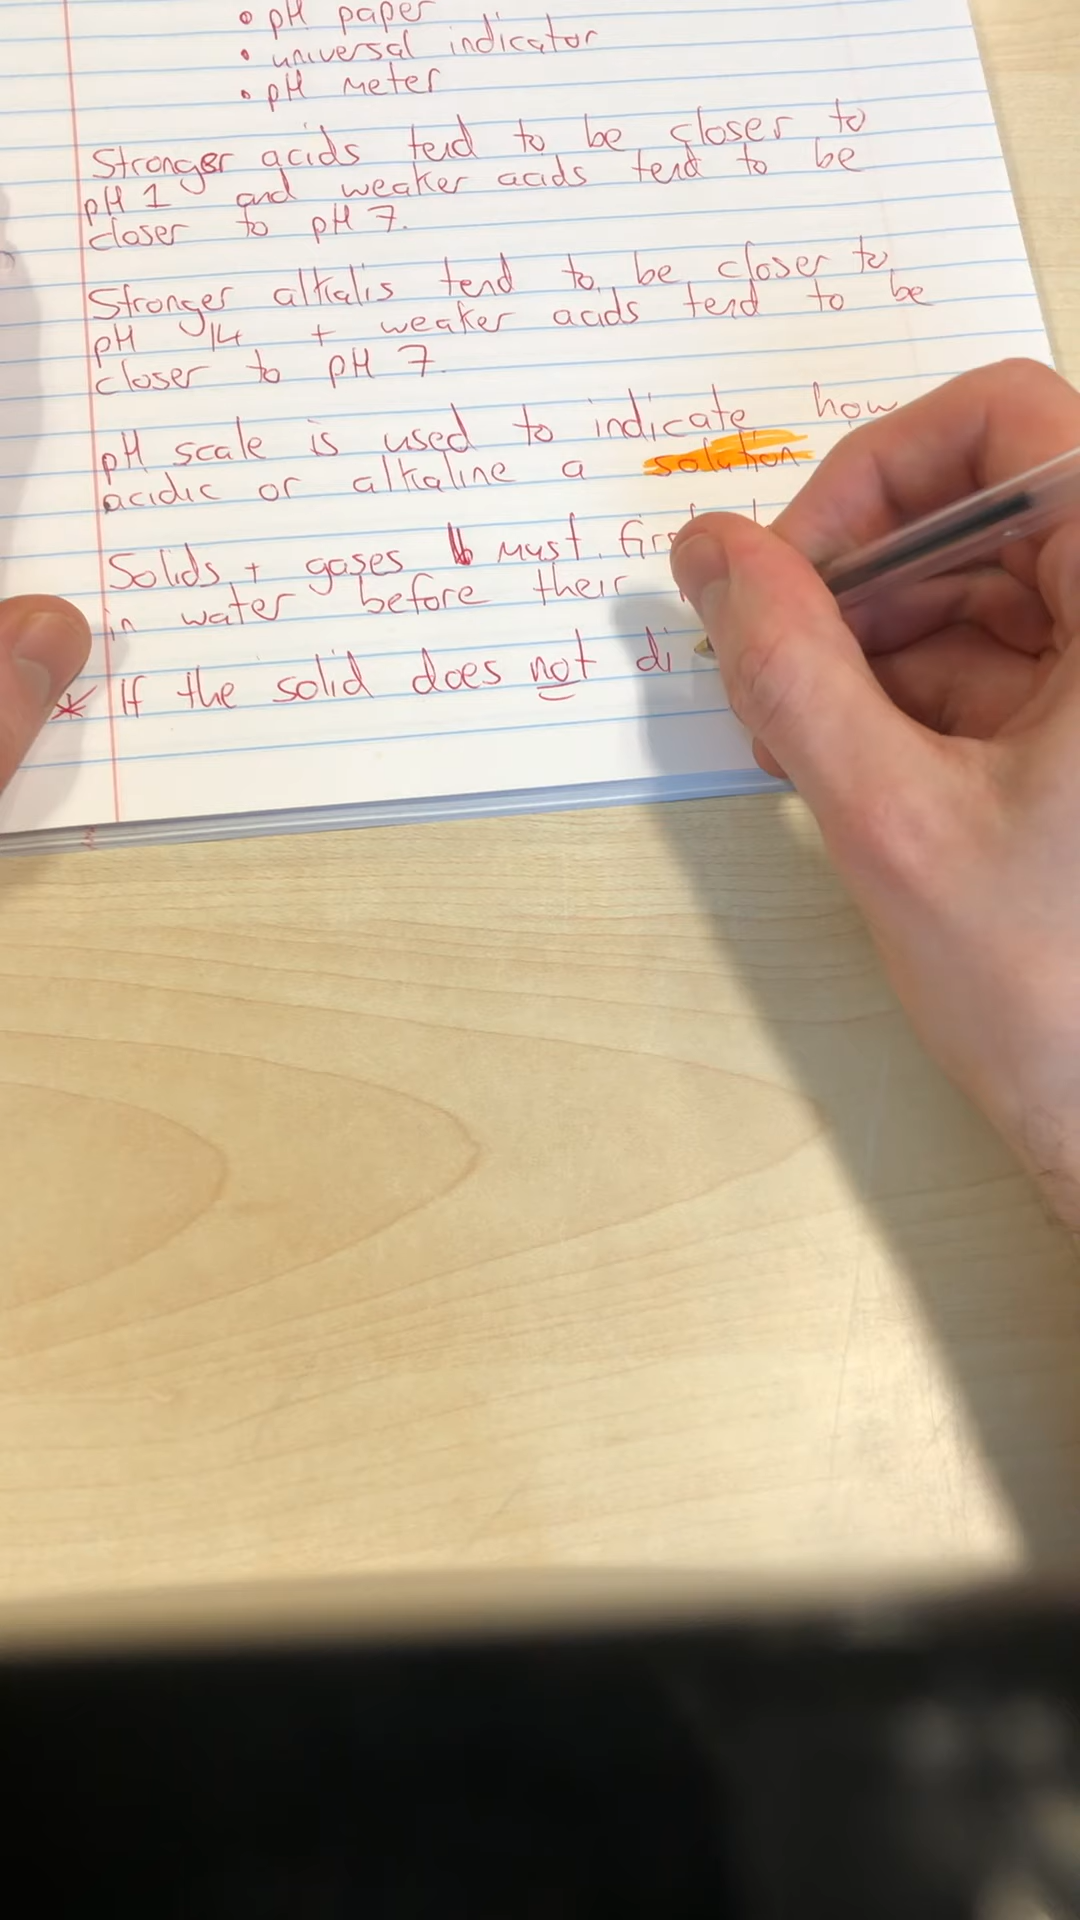 • pH paper
• universal indicator
• pH meter
Stronger acids tend to be closer to
pH 1 and weaker acids tend to be
closer to pH 7.
Stronger alkalis tend to be closer to
pH 14 + weaker acids tend to be
closer to pH 7.
pH scale is used to indicate how
acidic or alkaline a solution
Solids + gases must
in water before their
* If the solid does not